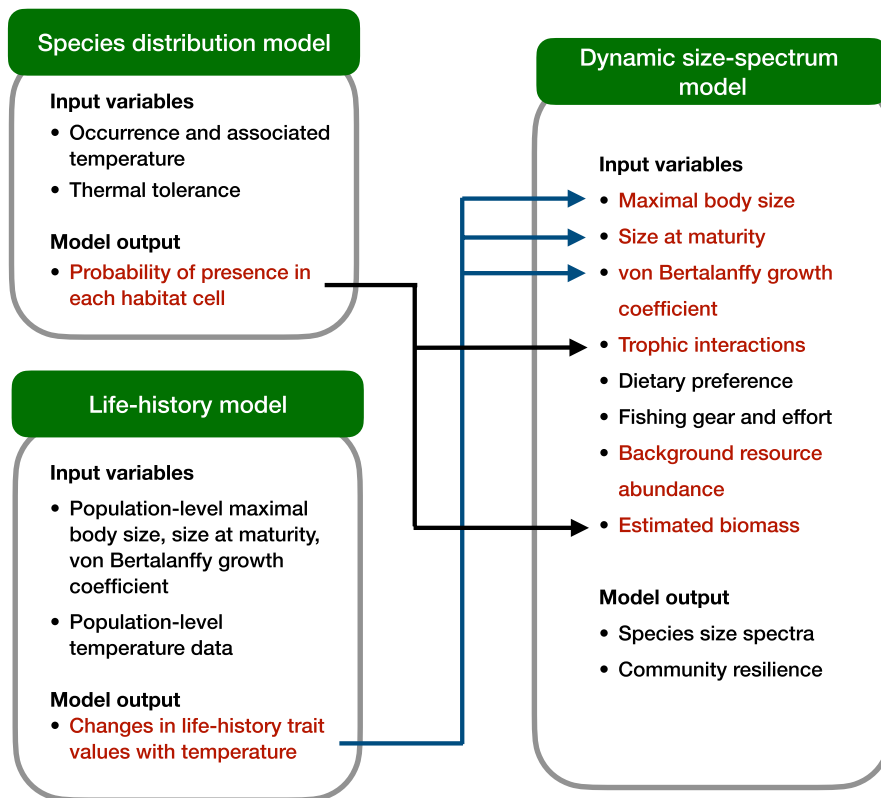 Species distribution model
Input variables
• Occurrence and associated
temperature
• Thermal tolerance
Model output
• Probability of presence in
each habitat cell
Life-history model
Input variables
• Population-level maximal
body size, size at maturity,
von Bertalanffy growth
coefficient
• Population-level
temperature data
Model output
• Changes in life-history trait
values with temperature
Dynamic size-spectrum
model
Input variables
• Maximal body size
• Size at maturity
• von Bertalanffy growth
coefficient
• Trophic interactions
• Dietary preference
• Fishing gear and effort
• Background resource
abundance
• Estimated biomass
Model output
• Species size spectra
• Community resilience